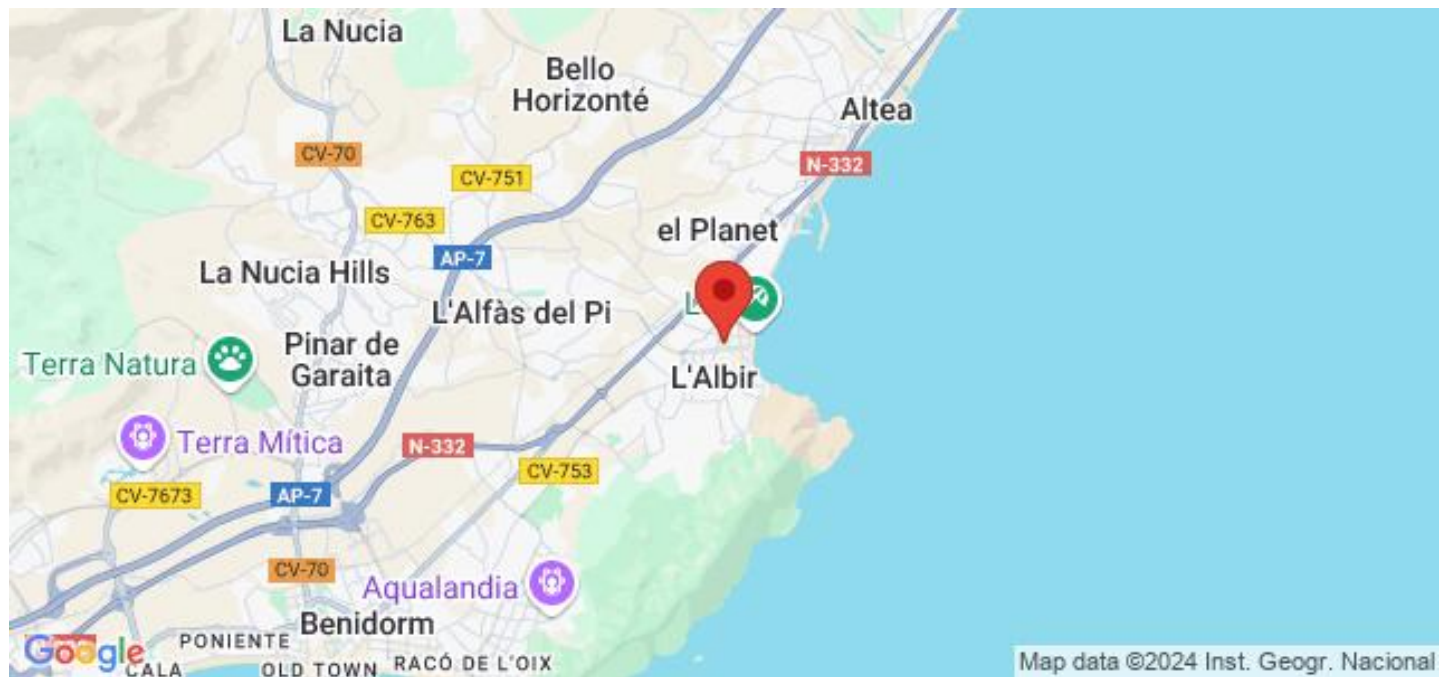 La Nucia
Bello
Horizonté
Altea
CV-70
N-332
CV-751
CV-763
el Planet
AP-7
La Nucia Hills
L'Alfàs del Pi
Pinar de
Garaita
Terra Natura
L'Albir
Terra Mítica
N-332
CV-753
CV-7673
AP-7
CV-70
Aqualandia
Benidorm
PONIENTE
Google
CALA
OLD TOWN
RACÓ DE L'OIX
Map data ©2024 Inst. Geogr. Nacional